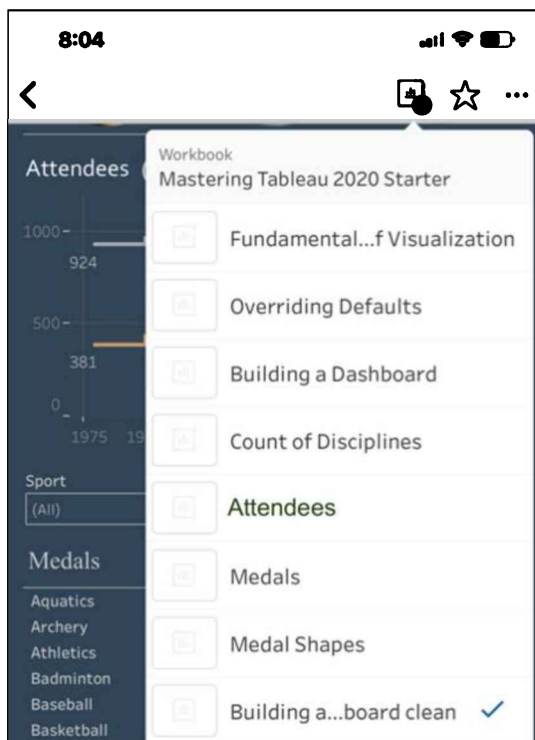 8:04
Workbook
Mastering Tableau 2020 Starter
Attendees
1000
924
500
381
0
1975 19
Sport
(All)
Medals
Aquatics
Archery
Athletics
Badminton
Baseball
Basketball
Fundamental...f Visualization
Overriding Defaults
Building a Dashboard
Count of Disciplines
Attendees
Medals
Medal Shapes
Building a...board clean